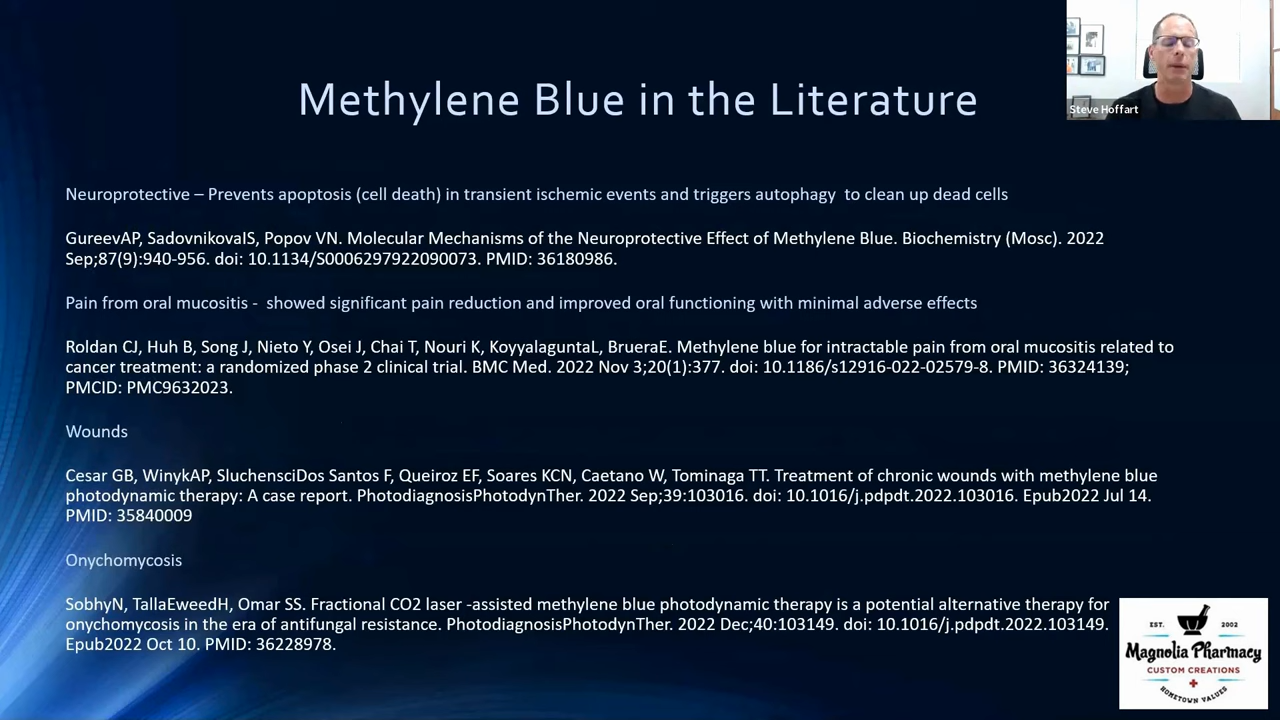 Methylene Blue in the Literature
Steve Hoffart
Neuroprotective – Prevents apoptosis (cell death) in transient ischemic events and triggers autophagy  to clean up dead cells
GureevAP, SadovnikovaIS, Popov VN. Molecular Mechanisms of the Neuroprotective Effect of Methylene Blue. Biochemistry (Mosc). 2022
Sep;87(9):940-956. doi: 10.1134/S0006297922090073. PMID: 36180986.
Pain from oral mucositis -  showed significant pain reduction and improved oral functioning with minimal adverse effects
Roldan CJ, Huh B, Song J, Nieto Y, Osei J, Chai T, Nouri K, KoyyalaguntaL, BrueraE. Methylene blue for intractable pain from oral mucositis related to
cancer treatment: a randomized phase 2 clinical trial. BMC Med. 2022 Nov 3;20(1):377. doi: 10.1186/s12916-022-02579-8. PMID: 36324139;
PMCID: PMC9632023.
Wounds
Cesar GB, WinykAP, SluchensciDos Santos F, Queiroz EF, Soares KCN, Caetano W, Tominaga TT. Treatment of chronic wounds with methylene blue
photodynamic therapy: A case report. PhotodiagnosisPhotodynTher. 2022 Sep;39:103016. doi: 10.1016/j.pdpdt.2022.103016. Epub2022 Jul 14.
PMID: 35840009
Onychomycosis
SobhyN, TallaEweedH, Omar SS. Fractional CO2 laser -assisted methylene blue photodynamic therapy is a potential alternative therapy for
onychomycosis in the era of antifungal resistance. PhotodiagnosisPhotodynTher. 2022 Dec;40:103149. doi: 10.1016/j.pdpdt.2022.103149.
Epub2022 Oct 10. PMID: 36228978.
EST. 2002
Magnolia Pharmacy
CUSTOM CREATIONS
HOMETOWN VALUES